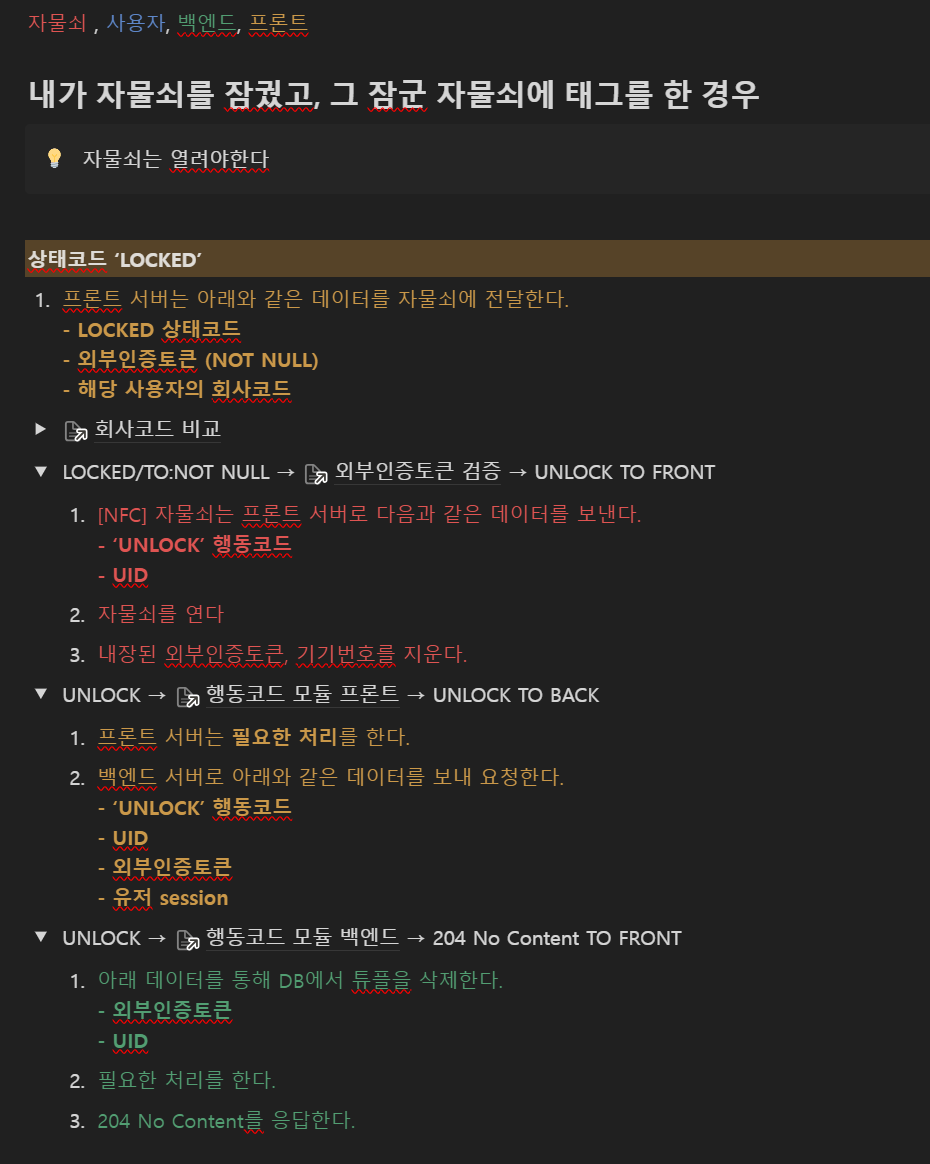 자물쇠 , 사용자, 백엔드, 프론트
내가 자물쇠를 잠궜고, 그 잠군 자물쇠에 태그를 한 경우
자물쇠는 열려야한다
상태코드 ‘LOCKED’
1. 프론트 서버는 아래와 같은 데이터를 자물쇠에 전달한다.
- LOCKED 상태코드
- 외부인증토큰 (NOT NULL)
- 해당 사용자의 회사코드
회사코드 비교
LOCKED/TO:NOT NULL → 외부인증토큰 검증 → UNLOCK TO FRONT
1. [NFC] 자물쇠는 프론트 서버로 다음과 같은 데이터를 보낸다.
- ‘UNLOCK’ 행동코드
- UID
2. 자물쇠를 연다
3. 내장된 외부인증토큰, 기기번호를 지운다.
UNLOCK → 행동코드 모듈 프론트 → UNLOCK TO BACK
1. 프론트 서버는 필요한 처리를 한다.
2. 백엔드 서버로 아래와 같은 데이터를 보내 요청한다.
- ‘UNLOCK’ 행동코드
- UID
- 외부인증토큰
- 유저 session
UNLOCK → 행동코드 모듈 백엔드 → 204 No Content TO FRONT
1. 아래 데이터를 통해 DB에서 튜플을 삭제한다.
- 외부인증토큰
- UID
2. 필요한 처리를 한다.
3. 204 No Content를 응답한다.